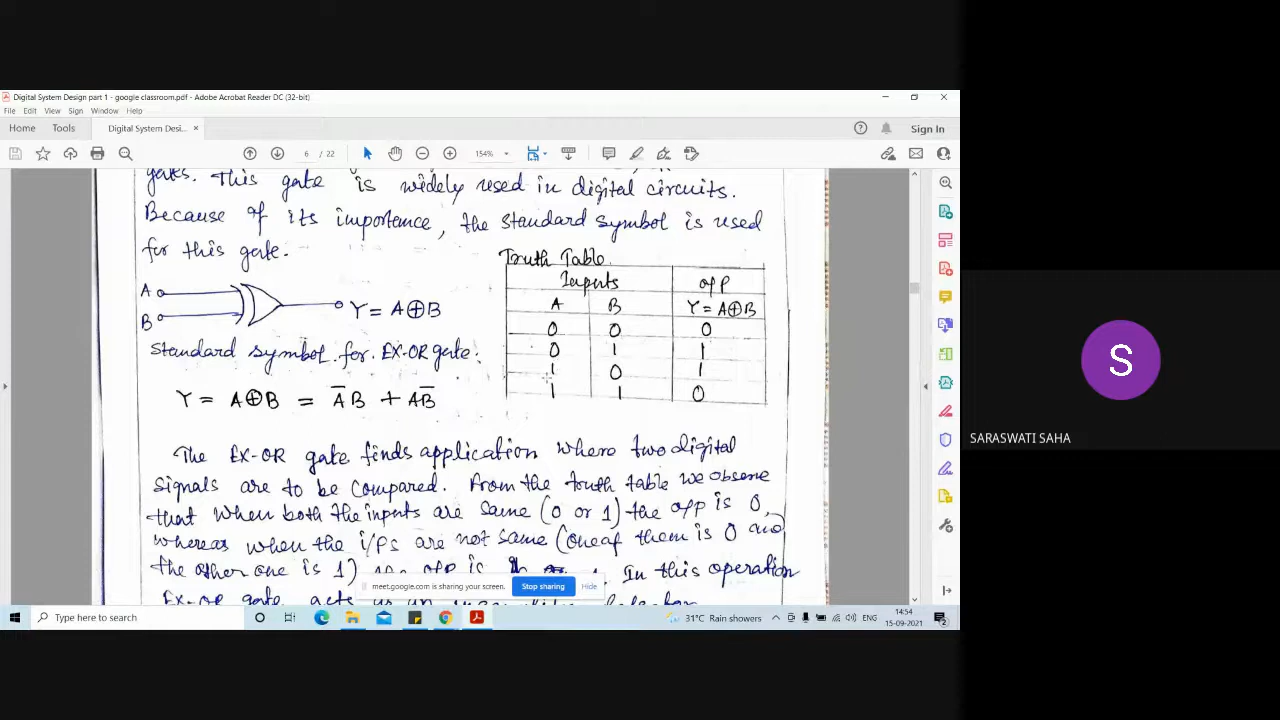 Digital System Design part 1 - google classroom.pdf - Adobe Acrobat Reader DC (32-bit)
File Edit View Sign Window Help
Home Tools Digital System Desi... × Sign In
6 / 22 154%
gates. This gate is widely used in digital circuits.
Because of its importance, the standard symbol is used
for this gate.
Truth Table.
Inputs o/p
A B Y = A⊕B
0 0 0
0 1 1
1 0 1
1 1 0
A
B
Y = A⊕B
Standard symbol for EX-OR gate:
Y = A⊕B = A̅B + AB̅
The EX-OR gate finds application where two digital
signals are to be compared. From the truth table we observe
that when both the inputs are same (0 or 1) the o/p is 0,
whereas when the i/ps are not same (one of them is 0 and
the other one is 1) o/p is 1. In this operation
EX-OR gate acts
meet.google.com is sharing your screen. Stop sharing Hide
Type here to search
31°C Rain showers ENG 14:54
15-09-2021
2
S
SARASWATI SAHA